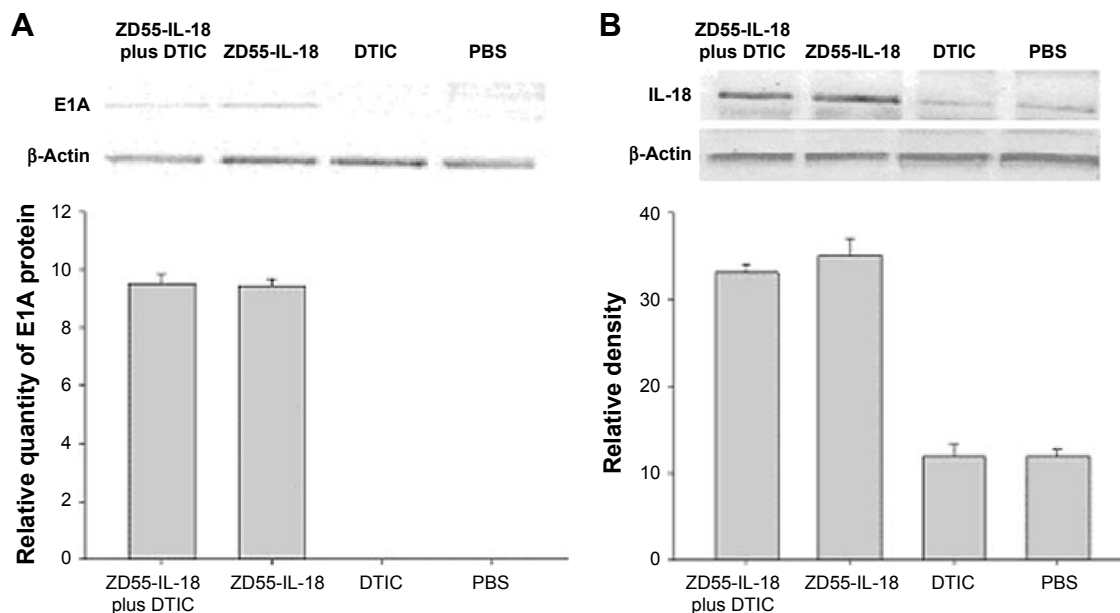 A
ZD55-IL-18
plus DTIC
ZD55-IL-18
DTIC
PBS
E1A
β-Actin
Relative quantity of E1A protein
12
10
8
6
4
2
0
ZD55-IL-18
plus DTIC
ZD55-IL-18
DTIC
PBS
B
ZD55-IL-18
plus DTIC
ZD55-IL-18
DTIC
PBS
IL-18
β-Actin
Relative density
40
30
20
10
0
ZD55-IL-18
plus DTIC
ZD55-IL-18
DTIC
PBS